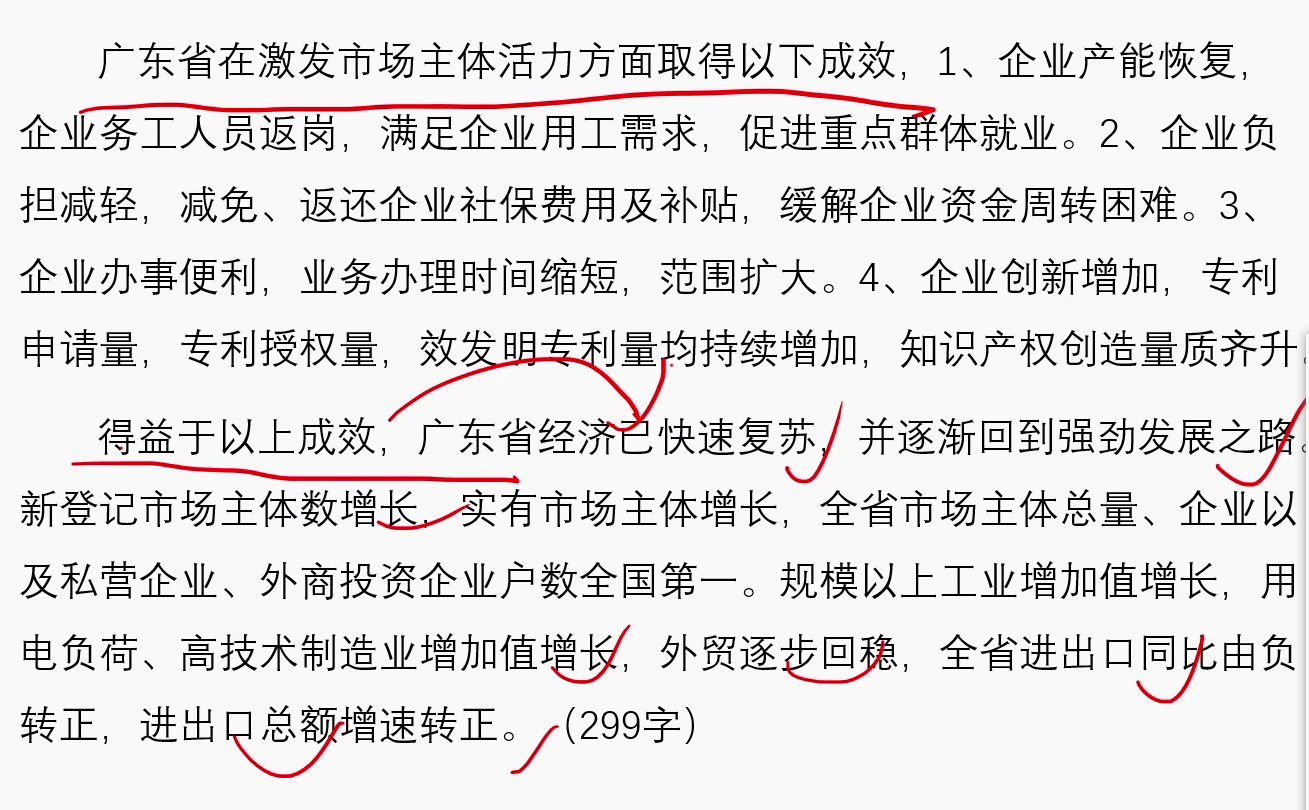 广东省在激发市场主体活力方面取得以下成效，1、企业产能恢复，
企业务工人员返岗，满足企业用工需求，促进重点群体就业。2、企业负
担减轻，减免、返还企业社保费用及补贴，缓解企业资金周转困难。3、
企业办事便利，业务办理时间缩短，范围扩大。4、企业创新增加，专利
申请量，专利授权量，效发明专利量均持续增加，知识产权创造量质齐升。
得益于以上成效，广东省经济已快速复苏，并逐渐回到强劲发展之路。
新登记市场主体数增长，实有市场主体增长，全省市场主体总量、企业以
及私营企业、外商投资企业户数全国第一。规模以上工业增加值增长，用
电负荷、高技术制造业增加值增长，外贸逐步回稳，全省进出口同比由负
转正，进出口总额增速转正。（299字）